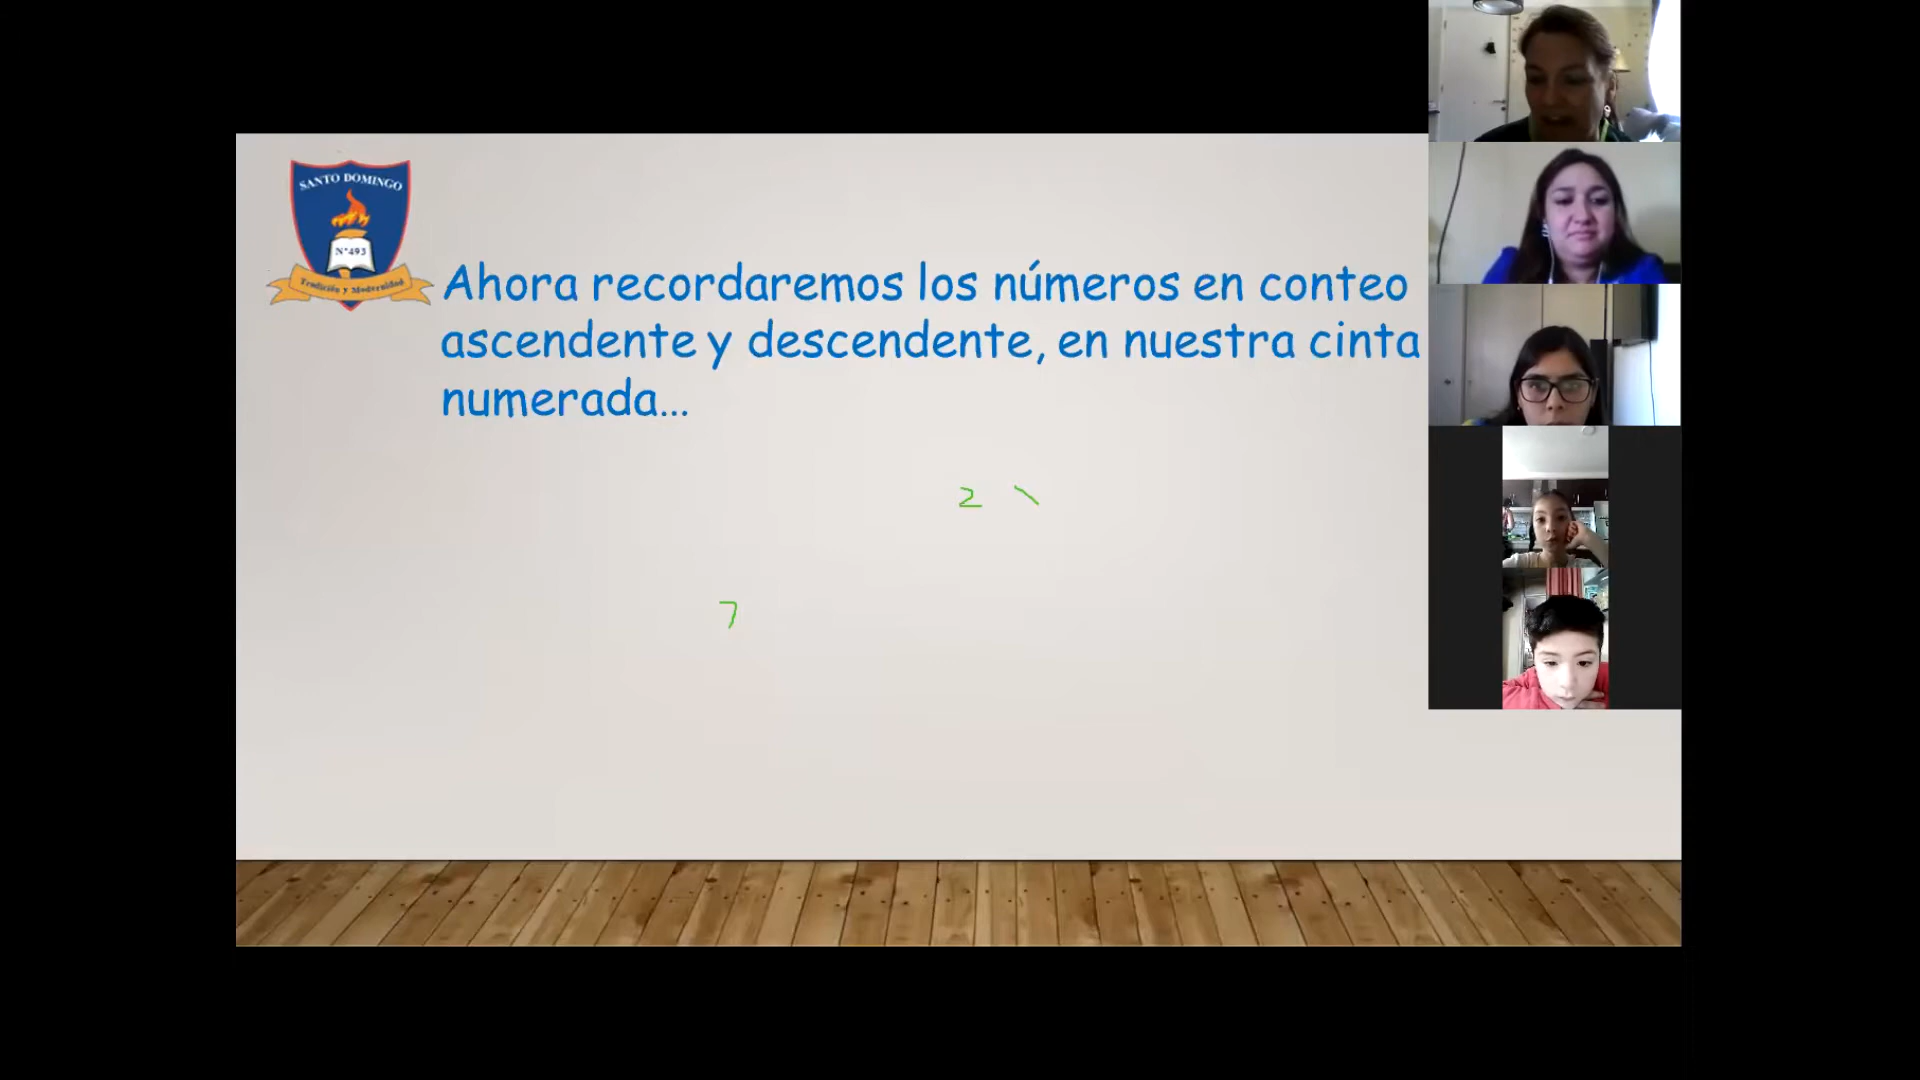 SANTO DOMINGO
N°493
Tradición y Modernidad
Ahora recordaremos los números en conteo
ascendente y descendente, en nuestra cinta
numerada...
2
7